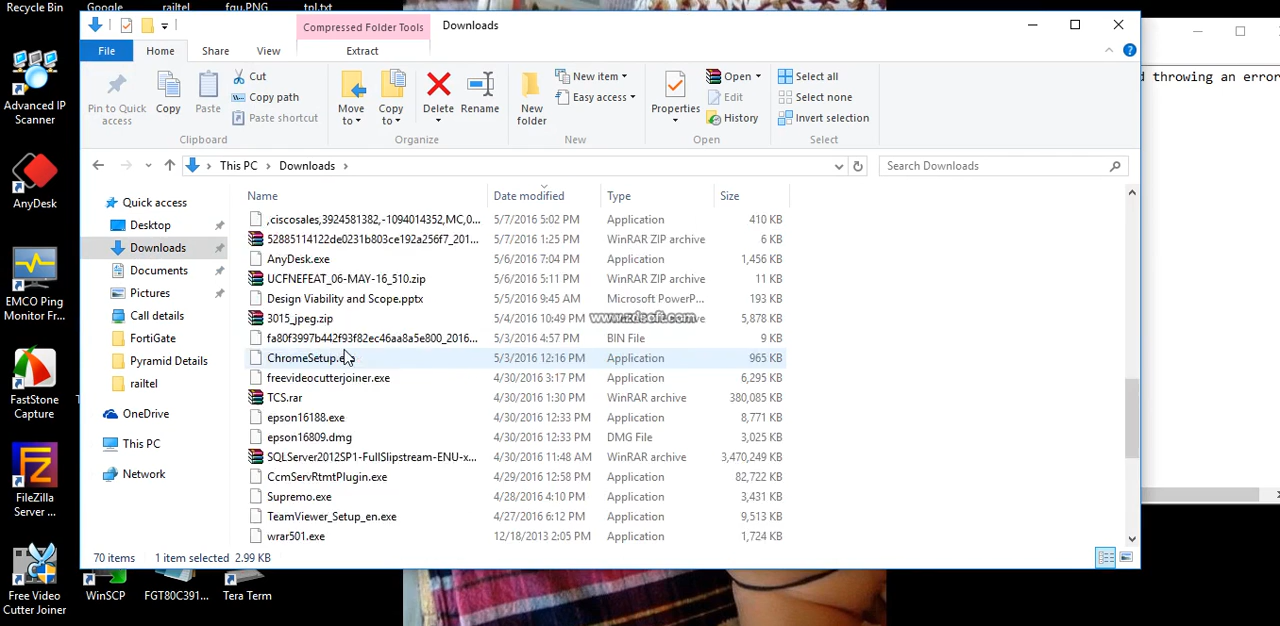 Recycle Bin Google railtel fgu.PNG tpl.txt
Compressed Folder Tools Downloads
File Home Share View Extract
Pin to Quick access
Copy
Paste
Cut
Copy path
Paste shortcut
Clipboard
Move to
Copy to
Delete
Rename
Organize
New folder
New item
Easy access
New
Properties
Open
Edit
History
Open
Select all
Select none
Invert selection
Select
d throwing an error
This PC > Downloads >
Search Downloads
Advanced IP Scanner
AnyDesk
EMCO Ping Monitor Fr...
FastStone Capture
FileZilla Server ...
Free Video Cutter Joiner
WinSCP
FGT80C391...
Tera Term
Quick access
Desktop
Downloads
Documents
Pictures
Call details
FortiGate
Pyramid Details
railtel
OneDrive
This PC
Network
Name Date modified Type Size
,ciscosales,3924581382,-1094014352,MC,0... 5/7/2016 5:02 PM Application 410 KB
52885114122de0231b803ce192a256f7_201... 5/7/2016 1:25 PM WinRAR ZIP archive 6 KB
AnyDesk.exe 5/6/2016 7:04 PM Application 1,456 KB
UCFNEFEAT_06-MAY-16_510.zip 5/6/2016 5:11 PM WinRAR ZIP archive 11 KB
Design Viability and Scope.pptx 5/5/2016 9:45 AM Microsoft PowerP... 193 KB
3015_jpeg.zip 5/4/2016 10:49 PM www.zdsoft.com 5,878 KB
fa80f3997b442f93f82ec46aa8a5e800_2016... 5/3/2016 4:57 PM BIN File 9 KB
ChromeSetup.exe 5/3/2016 12:16 PM Application 965 KB
freevideocutterjoiner.exe 4/30/2016 3:17 PM Application 6,295 KB
TCS.rar 4/30/2016 1:30 PM WinRAR archive 380,085 KB
epson16188.exe 4/30/2016 12:33 PM Application 8,771 KB
epson16809.dmg 4/30/2016 12:33 PM DMG File 3,025 KB
SQLServer2012SP1-FullSlipstream-ENU-x... 4/30/2016 11:48 AM WinRAR archive 3,470,249 KB
CcmServRtmtPlugin.exe 4/29/2016 12:58 PM Application 82,722 KB
Supremo.exe 4/28/2016 4:10 PM Application 3,431 KB
TeamViewer_Setup_en.exe 4/27/2016 6:12 PM Application 9,513 KB
wrar501.exe 12/18/2013 2:05 PM Application 1,724 KB
70 items 1 item selected 2.99 KB